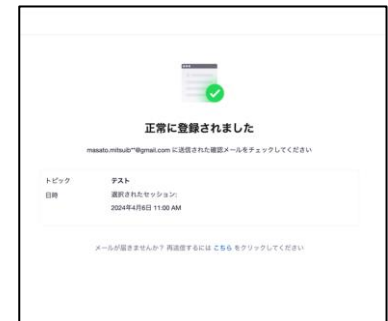 正常に登録されました
masato.mitsuib**@gmail.com に送信された確認メールをチェックしてください
トピック テスト
日時 選択されたセッション:
2024年4月6日 11:00 AM
メールが届きませんか? 再送信するには こちら をクリックしてください